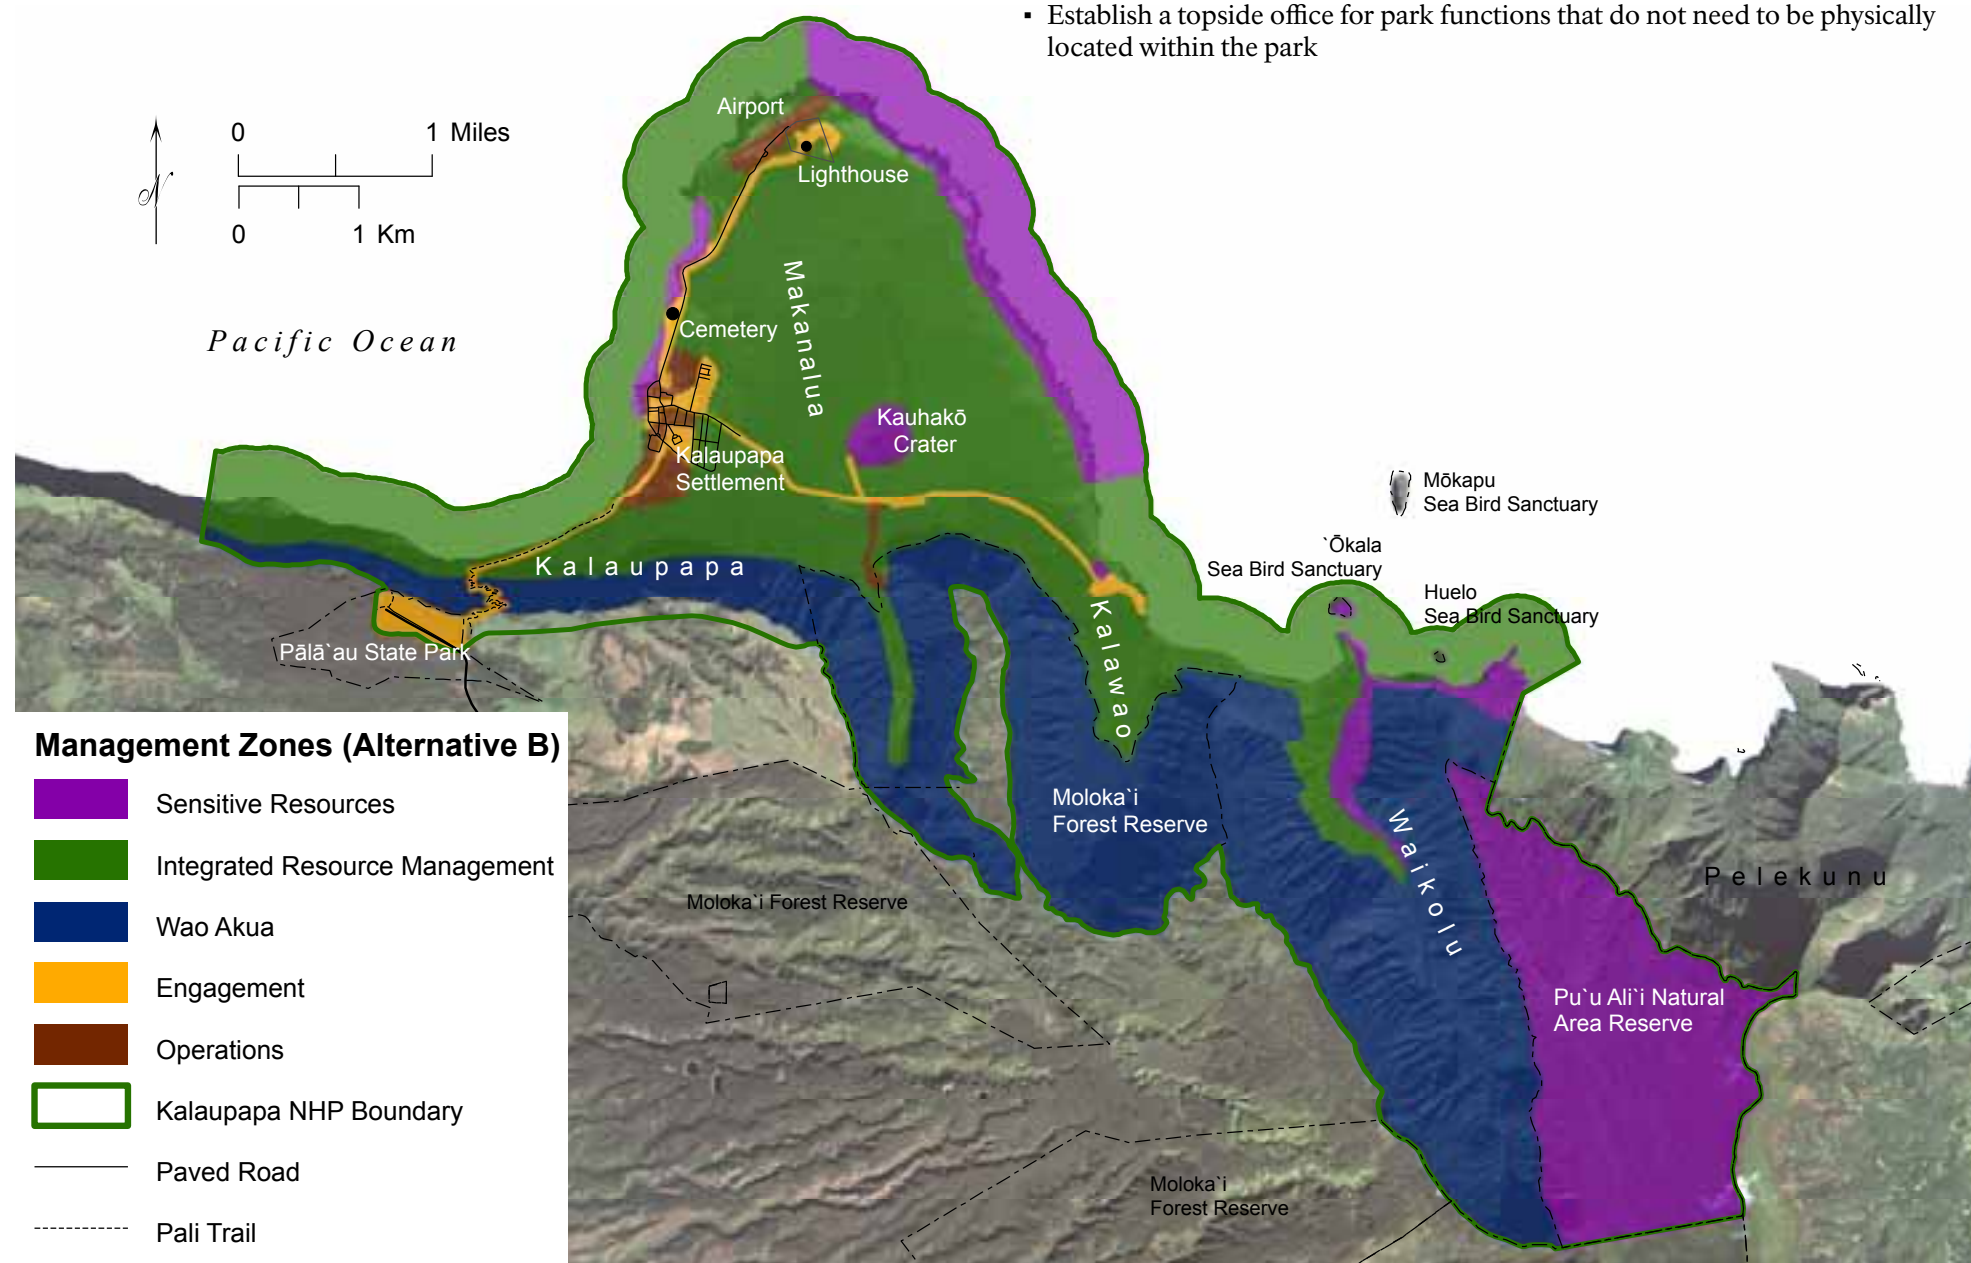 ▪ Establish a topside office for park functions that do not need to be physically
located within the park
Airport
0 1 Miles
Lighthouse
N
0 1 Km
Makanalua
Pacific Ocean
Cemetery
Kauhakō
Crater
Kalaupapa
Settlement
Mōkapu
Sea Bird Sanctuary
`Ōkala
Sea Bird Sanctuary
Kalaupapa
Huelo
Sea Bird Sanctuary
Kalawao
Pālā`au State Park
Management Zones (Alternative B)
Sensitive Resources
Integrated Resource Management
Wao Akua
Engagement
Operations
Kalaupapa NHP Boundary
Paved Road
Pali Trail
Moloka`i
Forest Reserve
Waikolu
Pelekunu
Moloka`i Forest Reserve
Pu`u Ali`i Natural
Area Reserve
Moloka`i
Forest Reserve